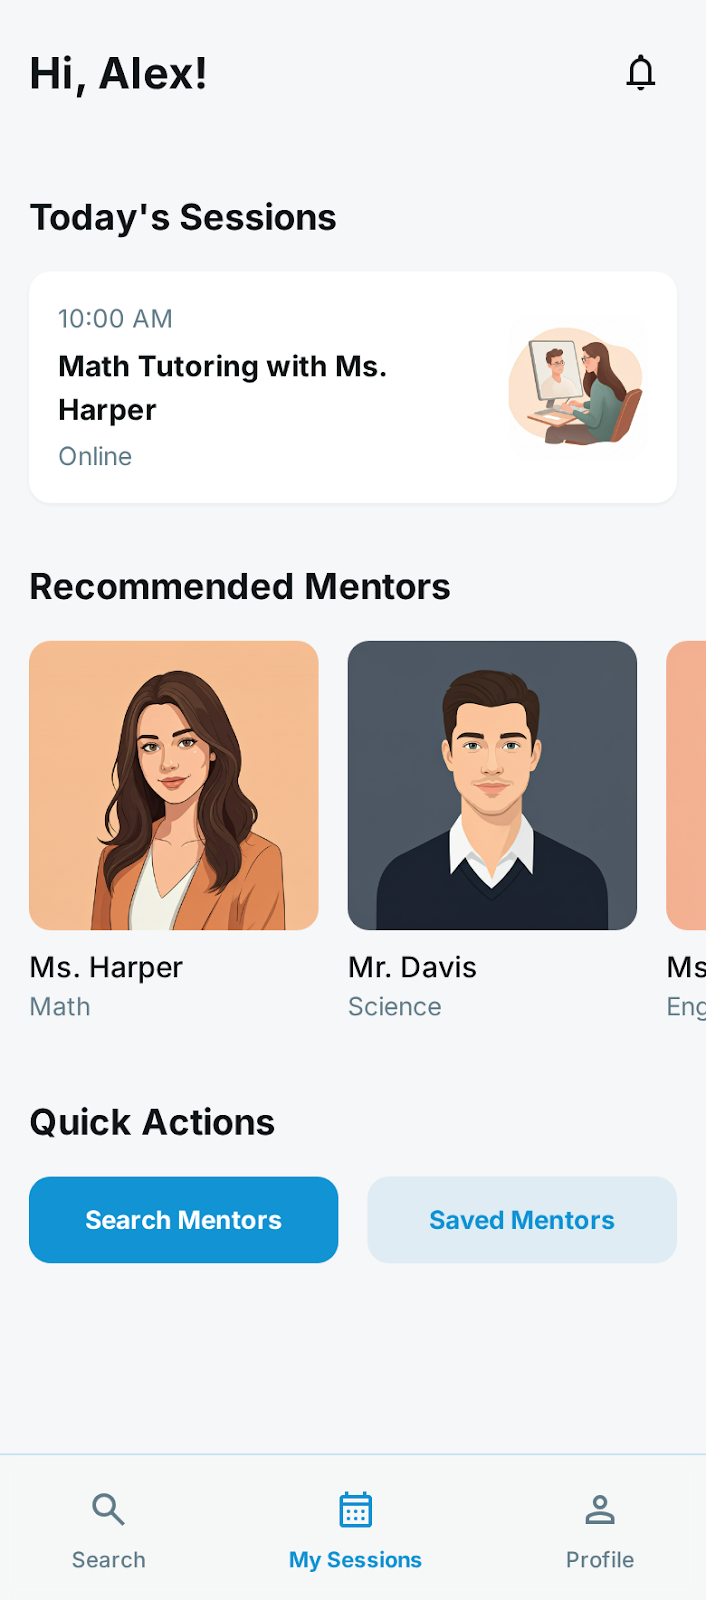 Hi, Alex!
Today's Sessions
10:00 AM
Math Tutoring with Ms.
Harper
Online
Recommended Mentors
Ms. Harper
Math
Mr. Davis
Science
Ms
Eng
Quick Actions
Search Mentors
Saved Mentors
Search
My Sessions
Profile